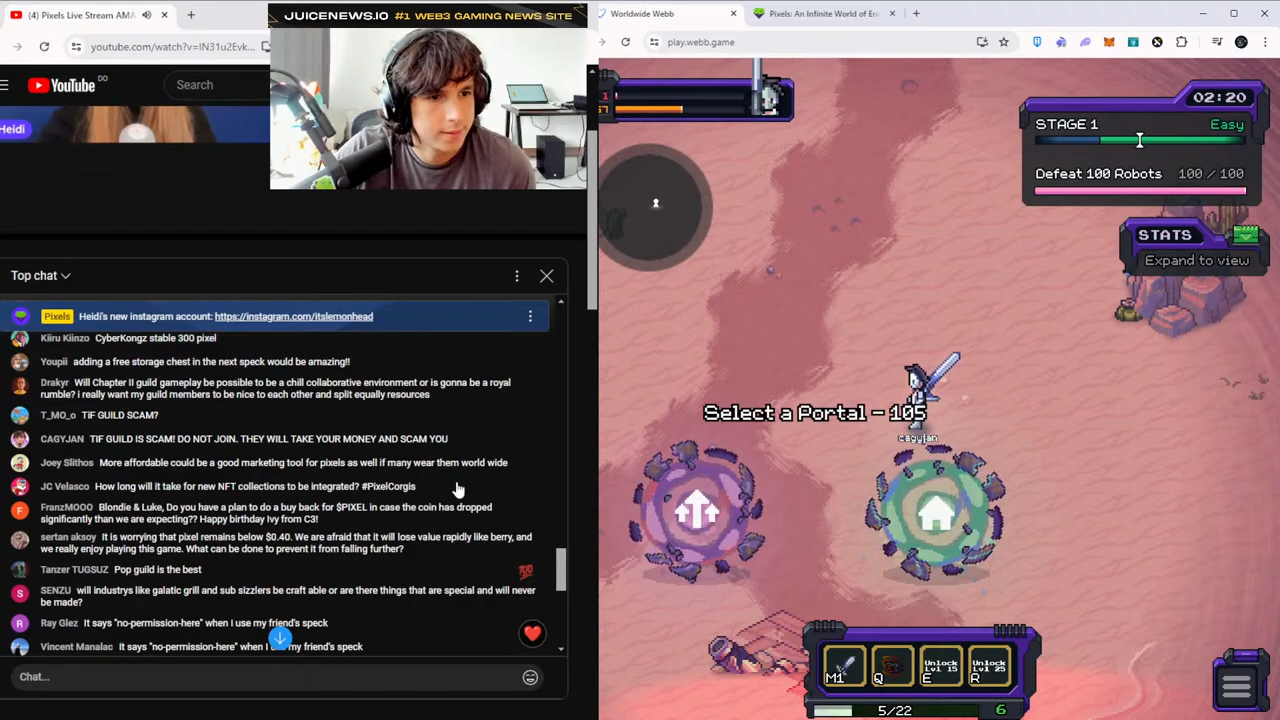 (1) Pixels Live Stream AMA
JUICENEWS.IO #1 WEB3 GAMING NEWS SITE
Worldwide Webb
Pixels: An Infinite World of En
youtube.com/watch?v=IN31u2Evk
play.webb.game
YouTube DO
Search
Heidi
02:20
STAGE 1 Easy
Defeat 100 Robots 100 / 100
STATS
Expand to view
Top chat
Pixels Heidi's new instagram account: https://instagram.com/itslemonhead
Kiiru Kiinzo CyberKongz stable 300 pixel
Youpii adding a free storage chest in the next speck would be amazing!!
Drakyr Will Chapter II guild gameplay be possible to be a chill collaborative environment or is gonna be a royal
rumble? i really want my guild members to be nice to each other and split equally resources
T_MO_o TiF GUILD SCAM?
CAGYJAN TIF GUILD IS SCAM! DO NOT JOIN. THEY WILL TAKE YOUR MONEY AND SCAM YOU
Joey Slithos More affordable could be a good marketing tool for pixels as well if many wear them world wide
JC Velasco How long will it take for new NFT collections to be integrated? #PixelCorgis
F FranzMOOO Blondie & Luke, Do you have a plan to do a buy back for $PIXEL in case the coin has dropped
significantly than we are expecting?? Happy birthday Ivy from C3!
sertan aksoy It is worrying that pixel remains below $0.40. We are afraid that it will lose value rapidly like berry, and
we really enjoy playing this game. What can be done to prevent it from falling further?
Tanzer TUGSUZ Pop guild is the best
S SENZU will industrys like galatic grill and sub sizzlers be craft able or are there things that are special and will never
be made?
R Ray Glez It says "no-permission-here" when I use my friend's speck
Vincent Manalac It says "no-permission-here" when I use my friend's speck
Chat...
Select a Portal - 105
cagyjan
M1
Q
Unlock Lvl 15
E
Unlock Lvl 25
R
5/22
6